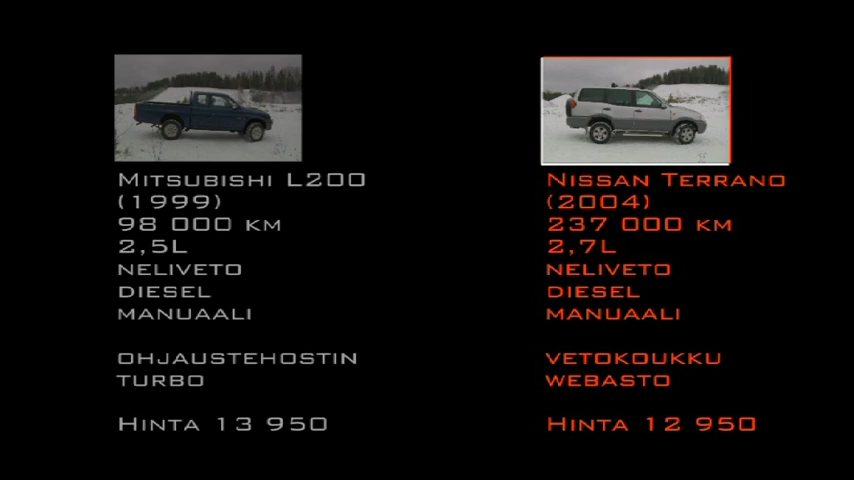 Mitsubishi L200
(1999)
98 000 km
2,5L
neliveto
diesel
manuaali
ohjaustehostin
turbo
Hinta 13 950
Nissan Terrano
(2004)
237 000 km
2,7L
neliveto
diesel
manuaali
vetokoukku
webasto
Hinta 12 950